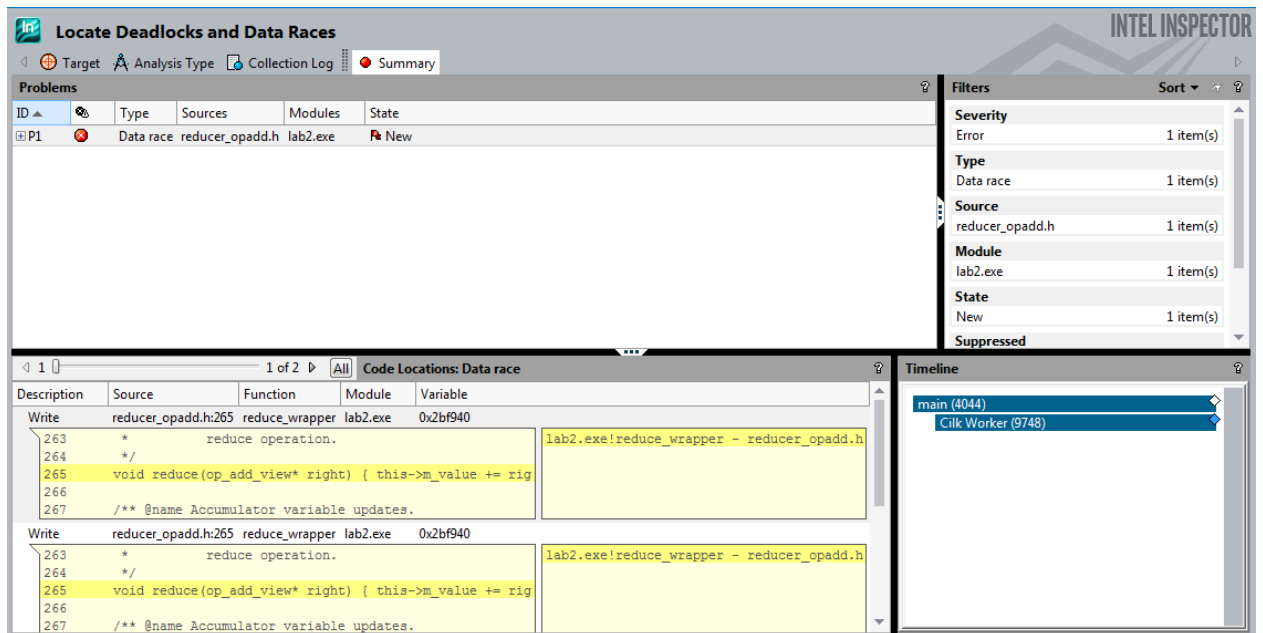 Locate Deadlocks and Data Races
INTEL INSPECTOR
Target Analysis Type Collection Log Summary
Problems ?
ID Type Sources Modules State
P1 Data race reducer_opadd.h lab2.exe New
Filters Sort ?
Severity
Error 1 item(s)
Type
Data race 1 item(s)
Source
reducer_opadd.h 1 item(s)
Module
lab2.exe 1 item(s)
State
New 1 item(s)
Suppressed
1 1 of 2 All Code Locations: Data race ?
Description Source Function Module Variable
Write reducer_opadd.h:265 reduce_wrapper lab2.exe 0x2bf940
263 * reduce operation. lab2.exe!reduce_wrapper - reducer_opadd.h
264 */
265 void reduce(op_add_view* right) { this->m_value += rig
266
267 /** @name Accumulator variable updates.
Write reducer_opadd.h:265 reduce_wrapper lab2.exe 0x2bf940
263 * reduce operation. lab2.exe!reduce_wrapper - reducer_opadd.h
264 */
265 void reduce(op_add_view* right) { this->m_value += rig
266
267 /** @name Accumulator variable updates.
Timeline ?
main (4044)
Cilk Worker (9748)